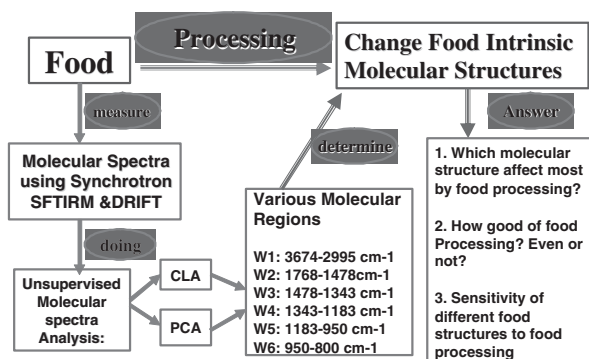 Processing
Food
Change Food Intrinsic
Molecular Structures
measure
Answer
determine
Molecular Spectra
using Synchrotron
SFTIRM &DRIFT
doing
Unsupervised
Molecular
spectra
Analysis:
CLA
PCA
Various Molecular
Regions
W1: 3674-2995 cm-1
W2: 1768-1478cm-1
W3: 1478-1343 cm-1
W4: 1343-1183 cm-1
W5: 1183-950 cm-1
W6: 950-800 cm-1
1. Which molecular
structure affect most
by food processing?
2. How good of food
Processing? Even or
not?
3. Sensitivity of
different food
structures to food
processing